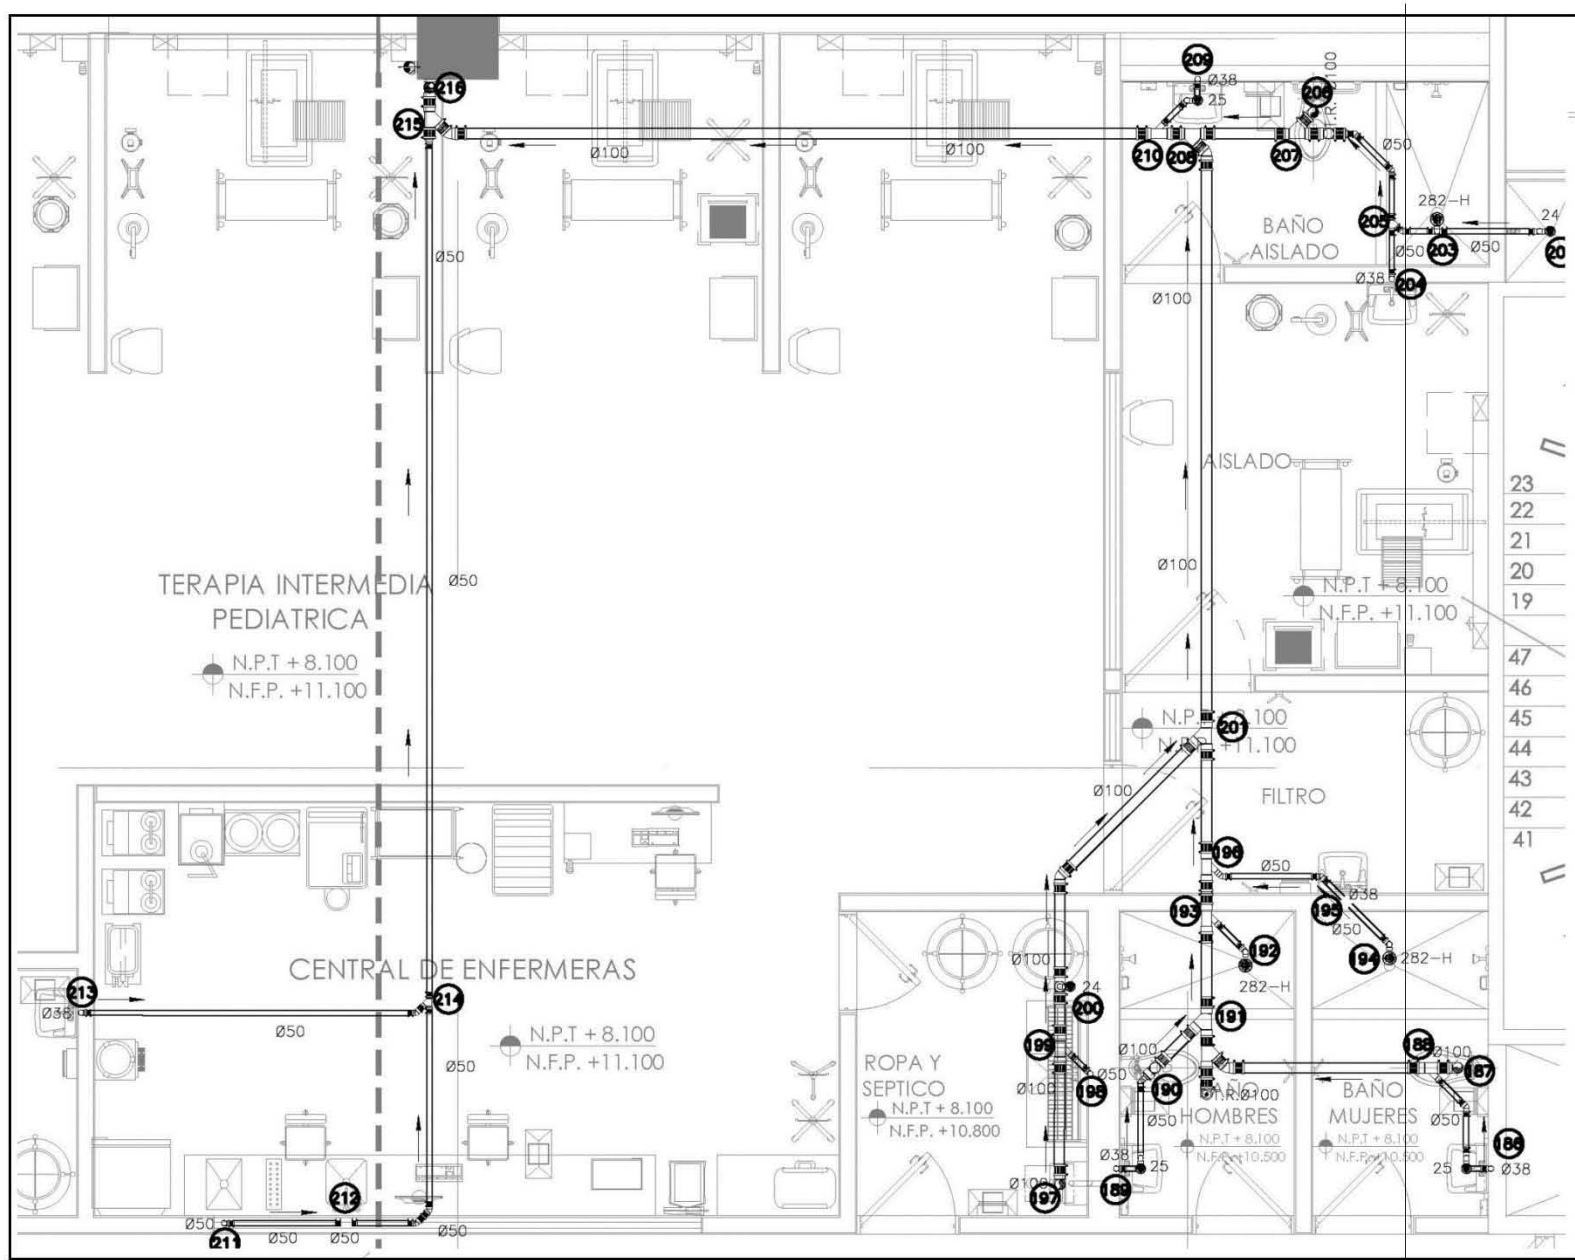 209
Ø38
25
216
215
T.R. Ø100
206
Ø100
Ø100
210
208
207
Ø50
282-H
24
205
Ø50
203
Ø50
20
BAÑO
AISLADO
Ø38
204
Ø50
Ø100
AISLADO
23
22
21
20
19
47
46
45
44
43
42
41
Ø100
Ø50
TERAPIA INTERMEDIA
PEDIATRICA
N.P.T + 8.100
N.F.P. +11.100
N.P.T + 8.100
N.F.P. +11.100
201
+11.100
Ø100
FILTRO
196
Ø50
Ø38
193
195
Ø50
192
194
282-H
282-H
CENTRAL DE ENFERMERAS
Ø100
24
213
214
Ø38
Ø50
200
191
N.P.T + 8.100
N.F.P. +11.100
199
Ø100
188
Ø100
187
ROPA Y
SEPTICO
Ø50
Ø50
198
190
Ø100
T.R.Ø100
BAÑO
HOMBRES
BAÑO
MUJERES
N.P.T + 8.100
N.F.P. +10.800
Ø50
Ø50
N.P.T + 8.100
N.P.T + 8.100
186
Ø38
25
25
Ø38
Ø100
197
189
212
Ø50
211
Ø50
Ø50
Ø50